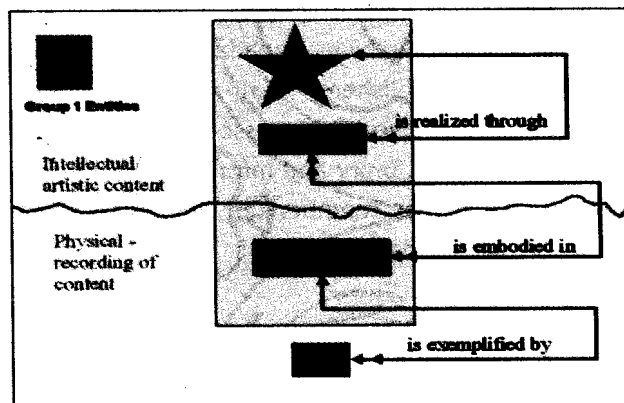 Group 1 Entities
is realized through
Intellectual/
artistic content
Physical -
recording of
content
is embodied in
is exemplified by